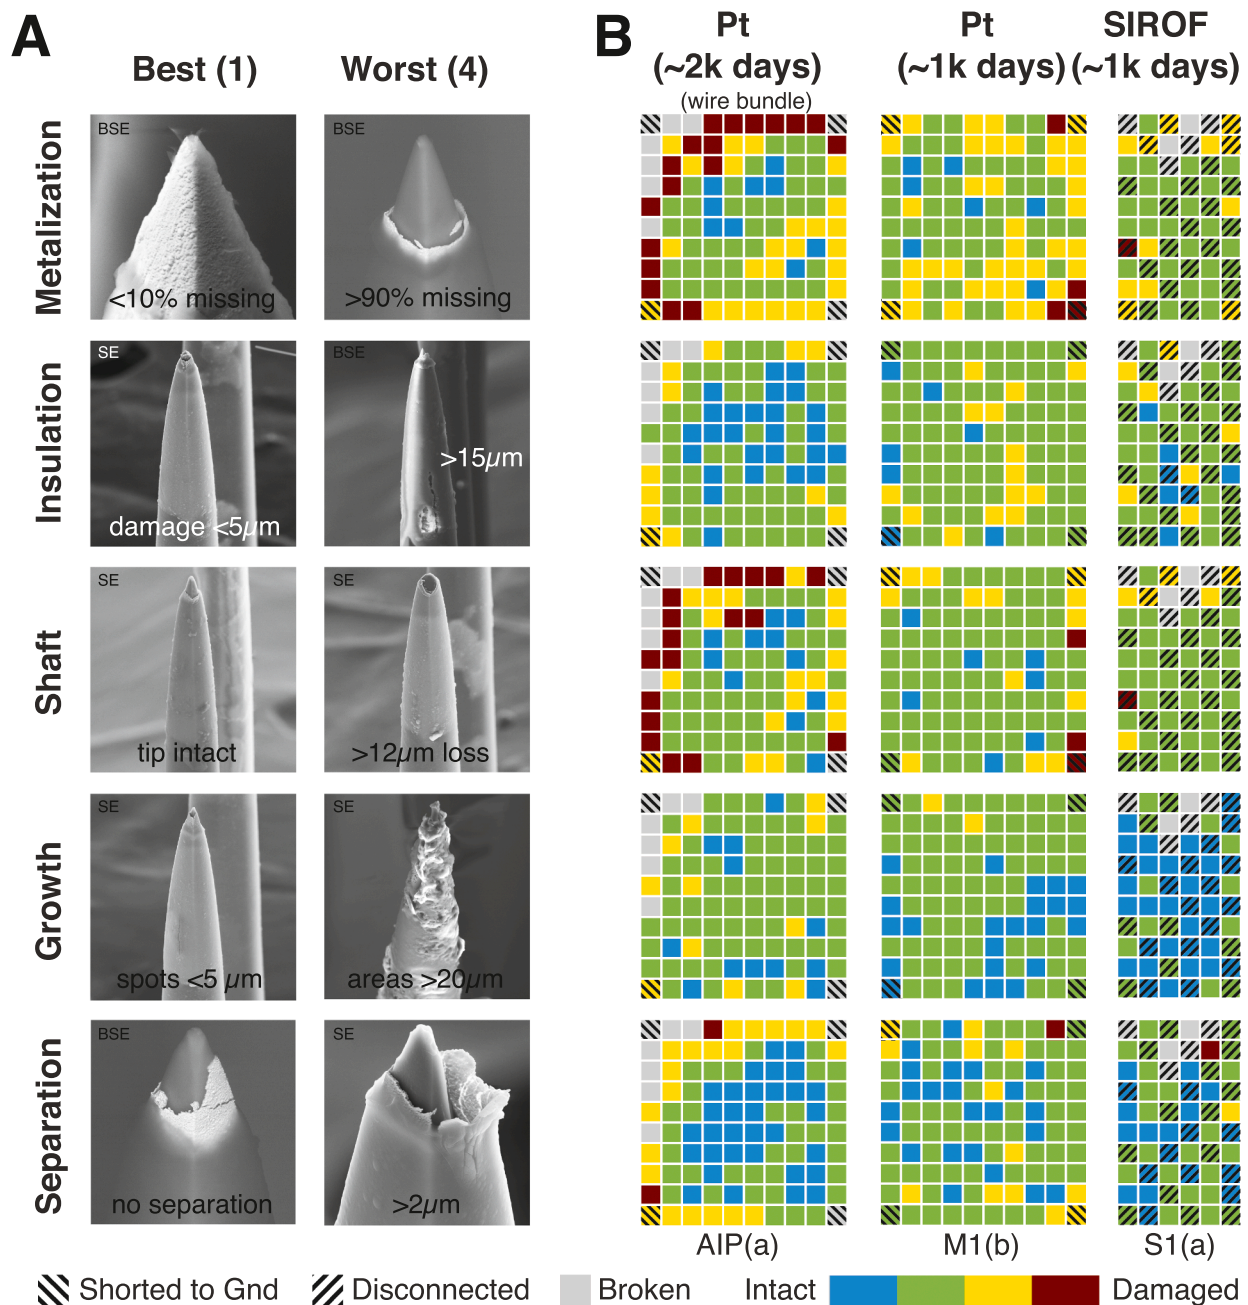 A
Best (1)
Worst (4)
B
Pt
(~2k days)
(wire bundle)
Pt
(~1k days)
SIROF
(~1k days)
Metalization
BSE
<10% missing
BSE
>90% missing
Insulation
SE
damage <5µm
BSE
>15µm
Shaft
SE
tip intact
SE
>12µm loss
Growth
SE
spots <5 µm
SE
areas >20µm
Separation
BSE
no separation
SE
>2µm
AIP(a)
M1(b)
S1(a)
Shorted to Gnd
Disconnected
Broken
Intact
Damaged